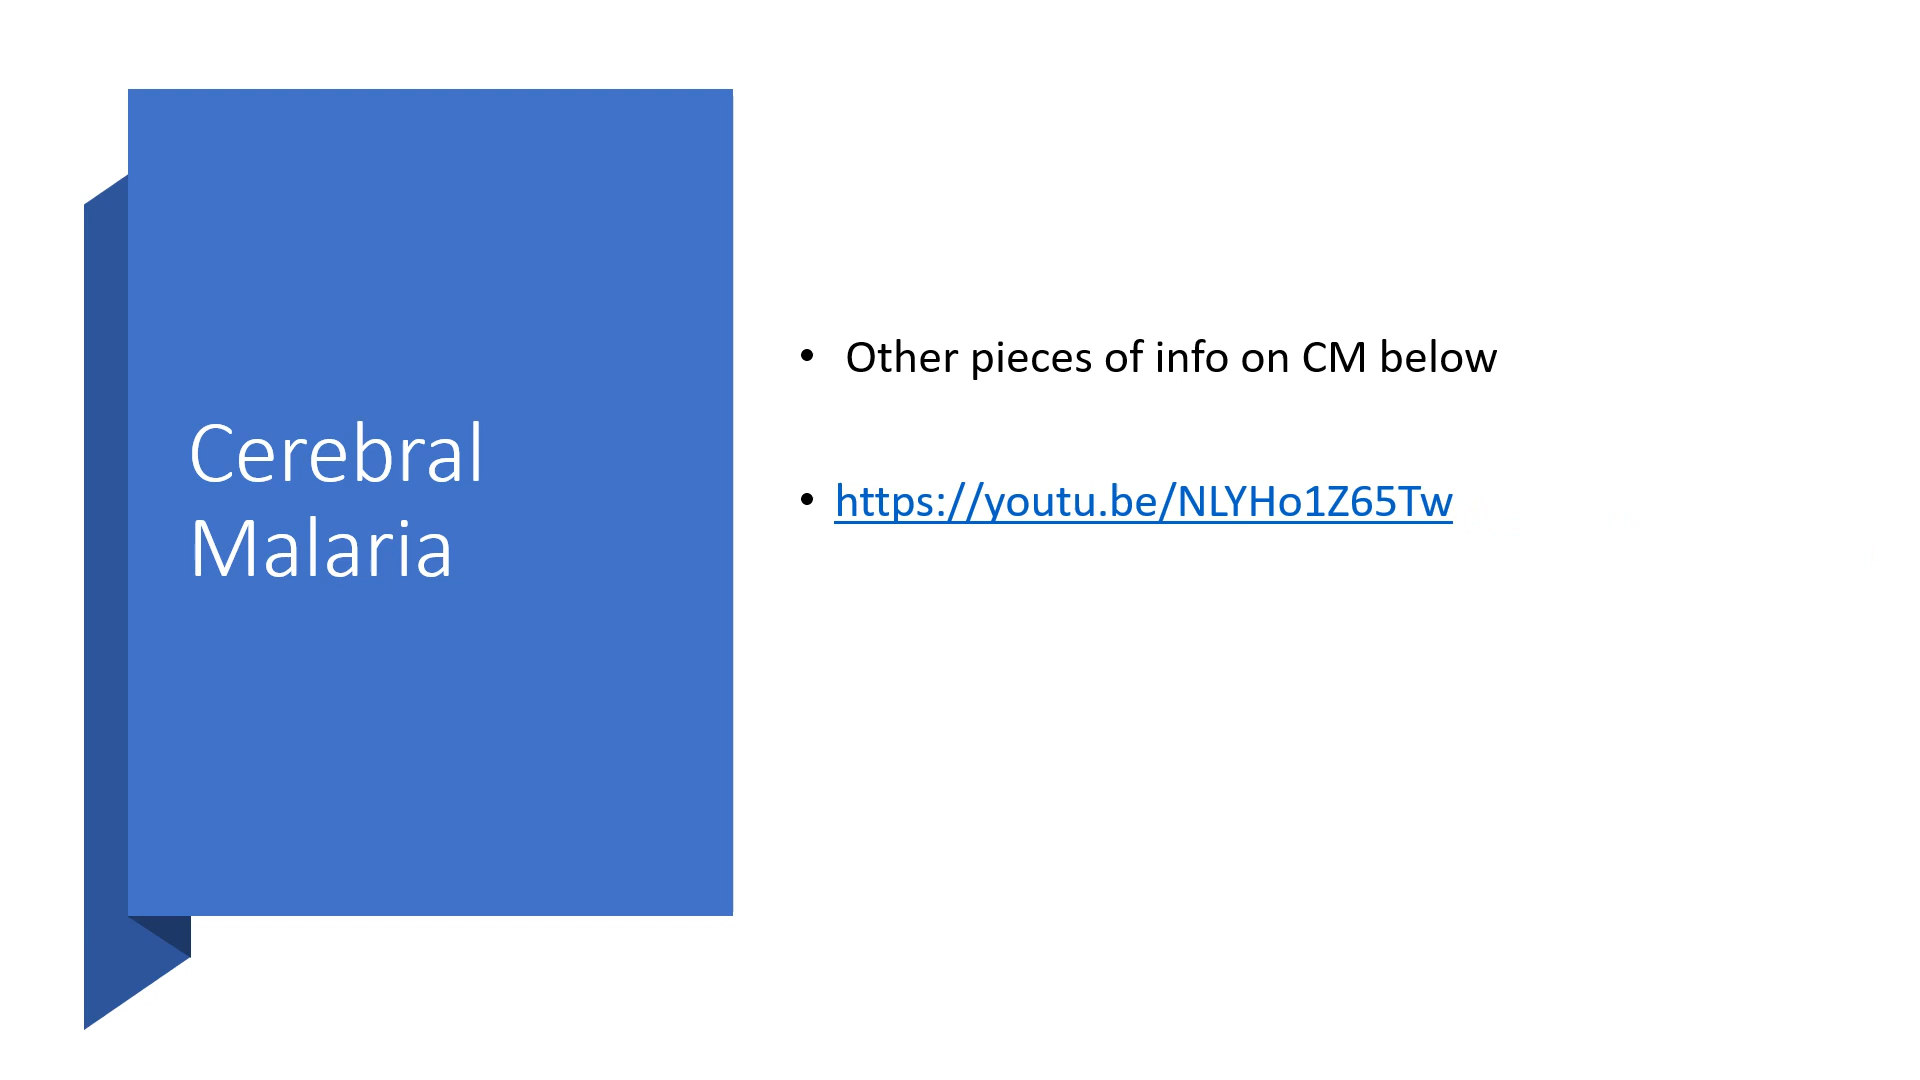 Cerebral
Malaria
• Other pieces of info on CM below
• https://youtu.be/NLYHo1Z65Tw